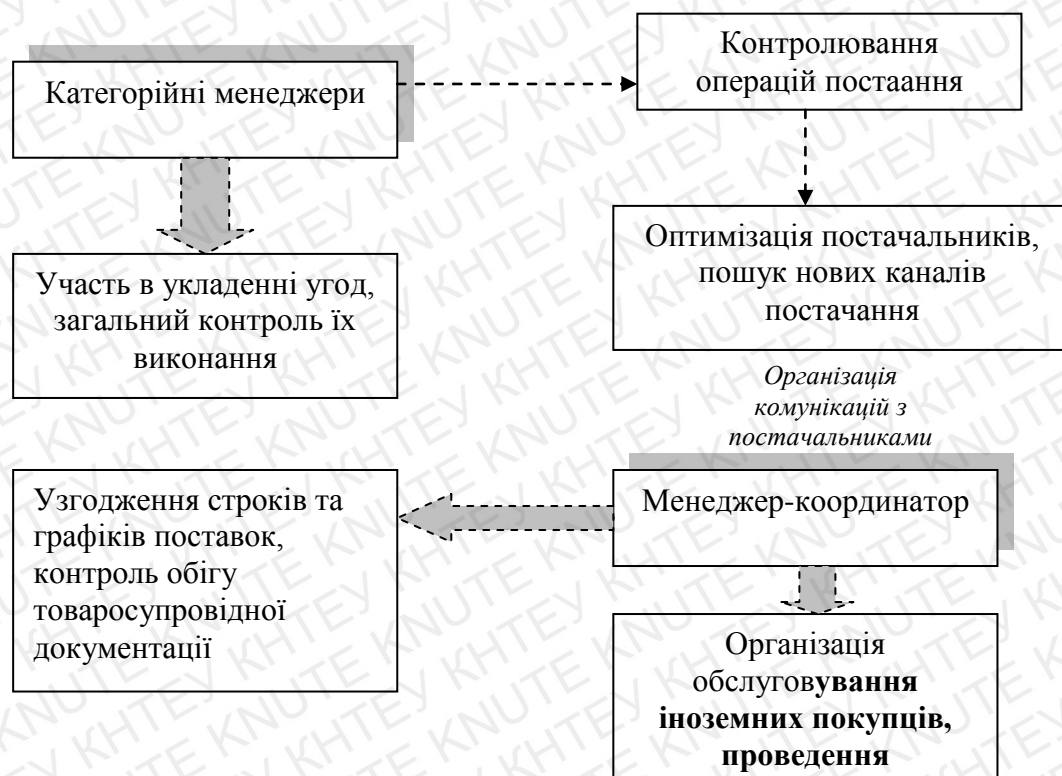 Категорійні менеджери
Контролювання
операцій постаання
Участь в укладенні угод,
загальний контроль їх
виконання
Оптимізація постачальників,
пошук нових каналів
постачання
Організація
комунікацій з
постачальниками
Узгодження строків та
графіків поставок,
контроль обігу
товаросупровідної
документації
Менеджер-координатор
Організація
обслуговування
іноземних покупців,
проведення